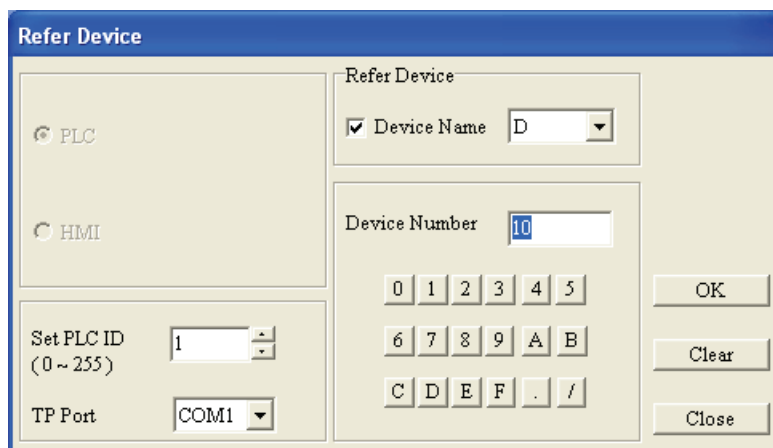 Refer Device
PLC
HMI
Set PLC ID
(0 ~ 255)
1
TP Port
COM1
Refer Device
Device Name
D
Device Number
10
0 1 2 3 4 5
6 7 8 9 A B
C D E F . /
OK
Clear
Close